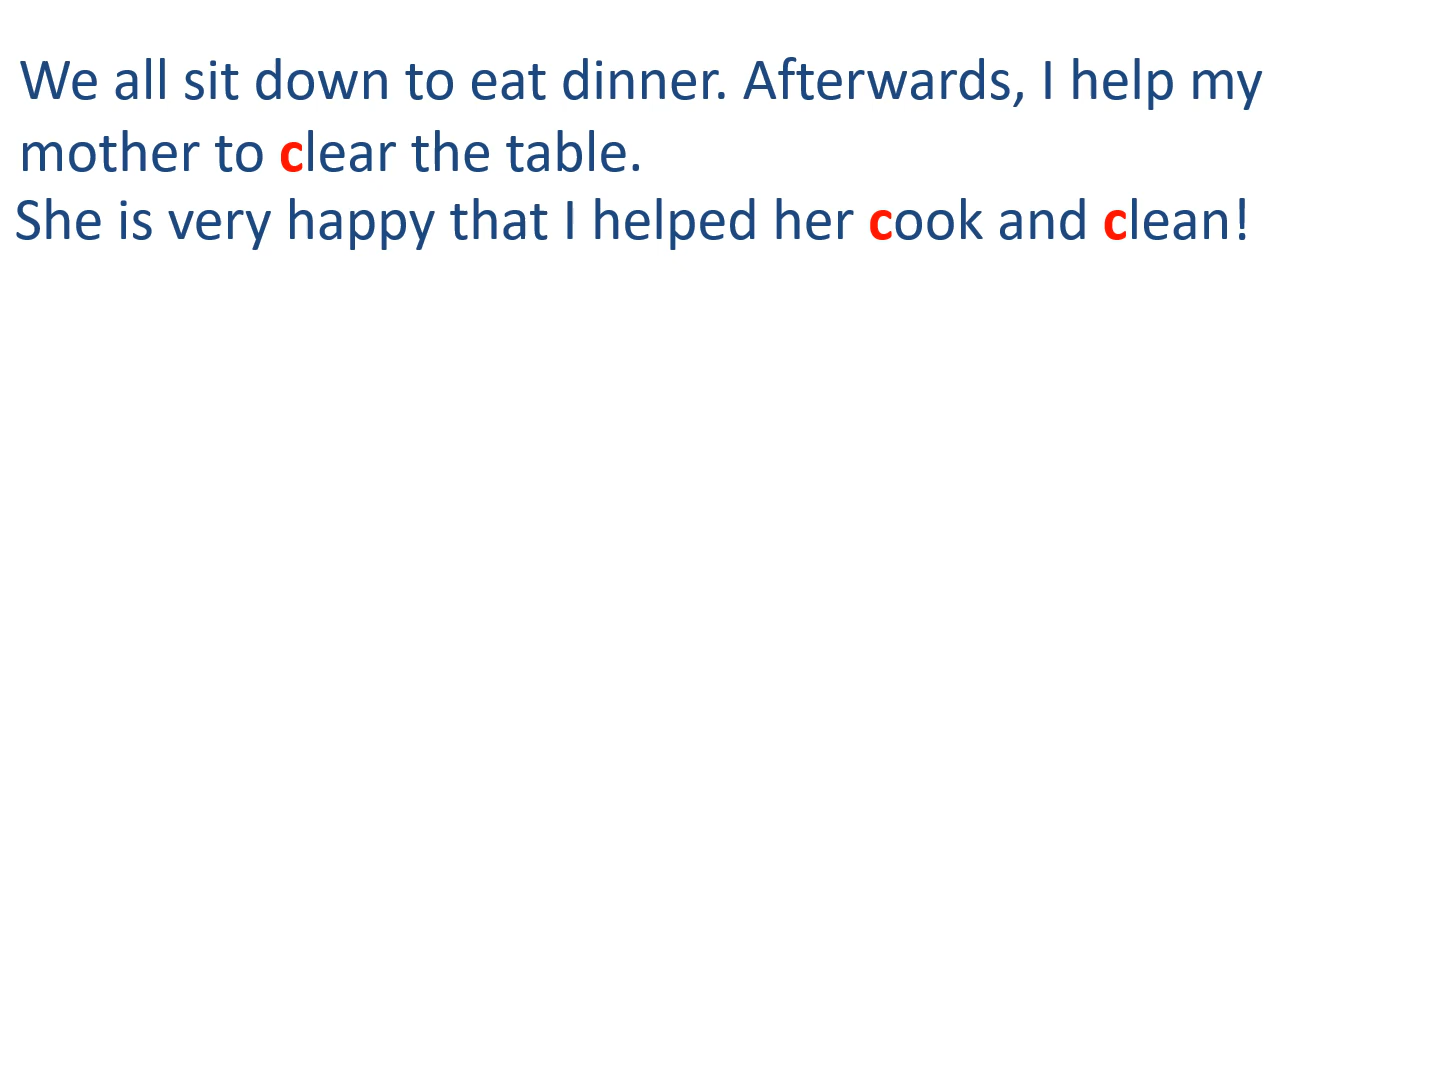 We all sit down to eat dinner. Afterwards, I help my
mother to clear the table.
She is very happy that I helped her cook and clean!